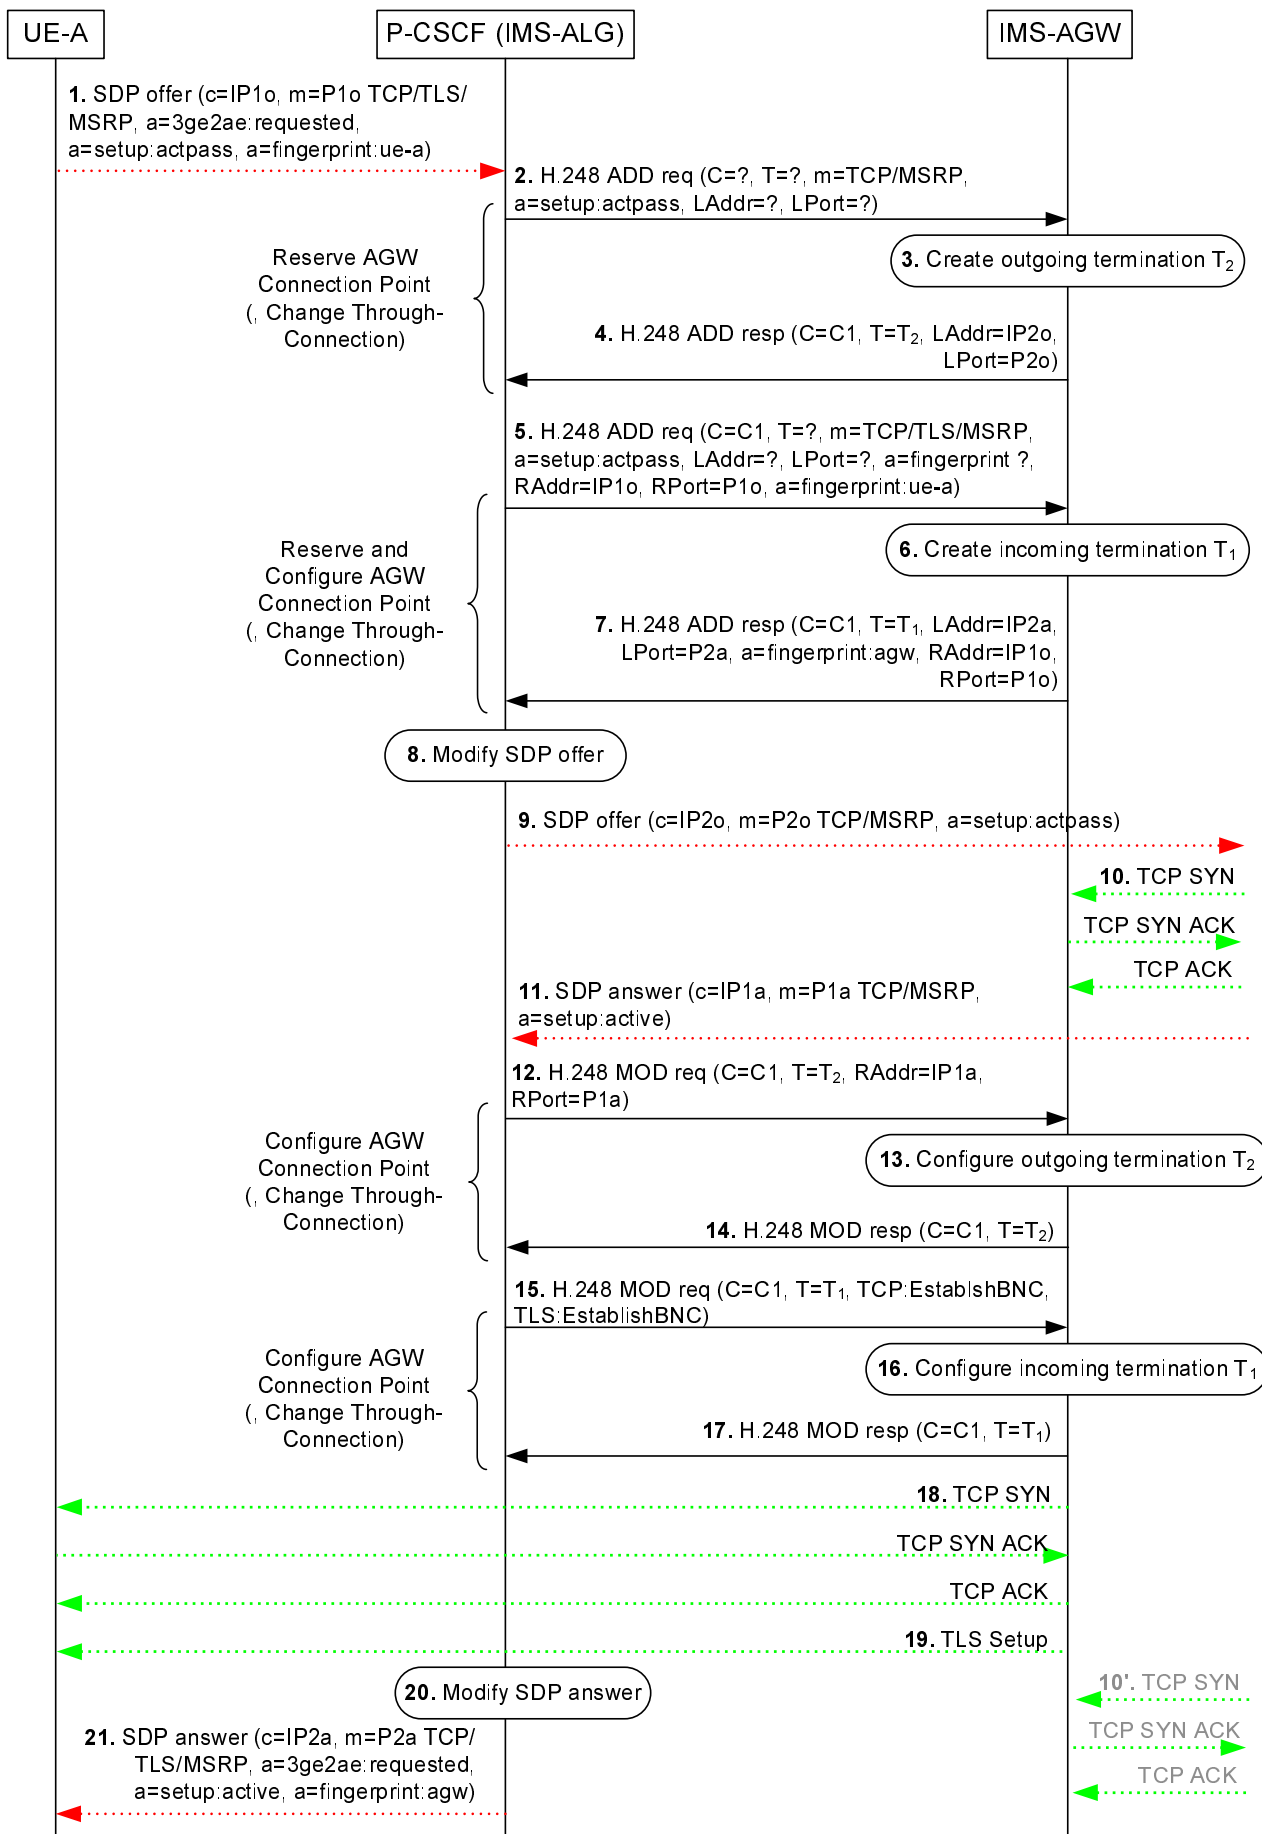 UE-A
P-CSCF (IMS-ALG)
IMS-AGW
1. SDP offer (c=IP1o, m=P1o TCP/TLS/
MSRP, a=3ge2ae:requested,
a=setup:actpass, a=fingerprint:ue-a)
2. H.248 ADD req (C=?, T=?, m=TCP/MSRP,
a=setup:actpass, LAddr=?, LPort=?)
Reserve AGW
Connection Point
(, Change Through-
Connection)
3. Create outgoing termination T2
4. H.248 ADD resp (C=C1, T=T2, LAddr=IP2o,
LPort=P2o)
5. H.248 ADD req (C=C1, T=?, m=TCP/TLS/MSRP,
a=setup:actpass, LAddr=?, LPort=?, a=fingerprint ?,
RAddr=IP1o, RPort=P1o, a=fingerprint:ue-a)
Reserve and
Configure AGW
Connection Point
(, Change Through-
Connection)
6. Create incoming termination T1
7. H.248 ADD resp (C=C1, T=T1, LAddr=IP2a,
LPort=P2a, a=fingerprint:agw, RAddr=IP1o,
RPort=P1o)
8. Modify SDP offer
9. SDP offer (c=IP2o, m=P2o TCP/MSRP, a=setup:actpass)
10. TCP SYN
TCP SYN ACK
TCP ACK
11. SDP answer (c=IP1a, m=P1a TCP/MSRP,
a=setup:active)
12. H.248 MOD req (C=C1, T=T2, RAddr=IP1a,
RPort=P1a)
Configure AGW
Connection Point
(, Change Through-
Connection)
13. Configure outgoing termination T2
14. H.248 MOD resp (C=C1, T=T2)
15. H.248 MOD req (C=C1, T=T1, TCP:EstablshBNC,
TLS:EstablishBNC)
Configure AGW
Connection Point
(, Change Through-
Connection)
16. Configure incoming termination T1
17. H.248 MOD resp (C=C1, T=T1)
18. TCP SYN
TCP SYN ACK
TCP ACK
19. TLS Setup
20. Modify SDP answer
10'. TCP SYN
TCP SYN ACK
TCP ACK
21. SDP answer (c=IP2a, m=P2a TCP/
TLS/MSRP, a=3ge2ae:requested,
a=setup:active, a=fingerprint:agw)